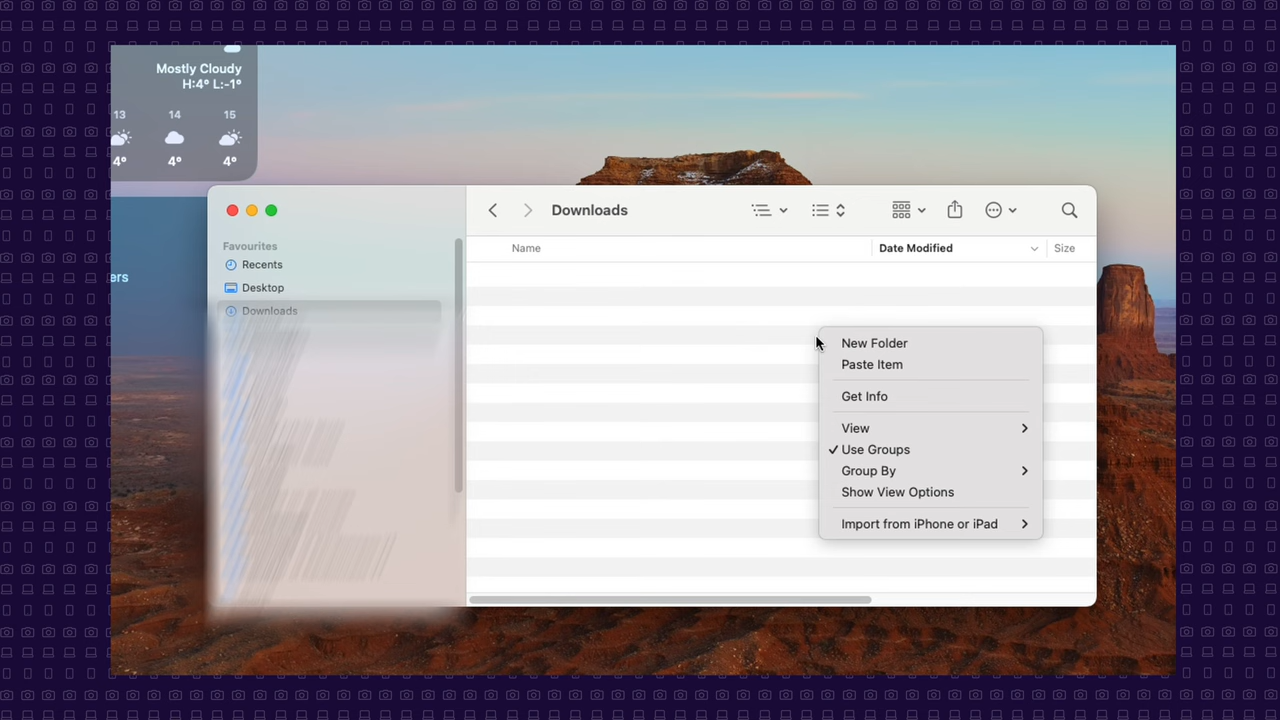 Mostly Cloudy
H:4° L:-1°
13 14 15
4° 4° 4°
ers
Downloads
Favourites
Recents
Desktop
Downloads
Name Date Modified Size
New Folder
Paste Item
Get Info
View
Use Groups
Group By
Show View Options
Import from iPhone or iPad